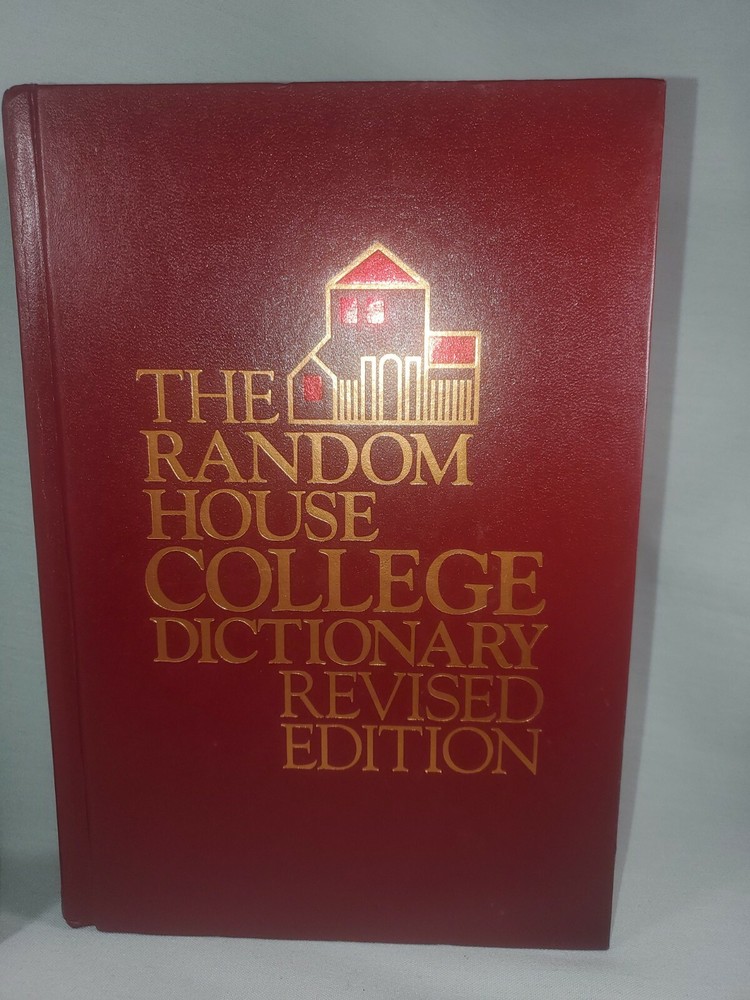 THE
RANDOM
HOUSE
COLLEGE
DICTIONARY
REVISED
EDITION